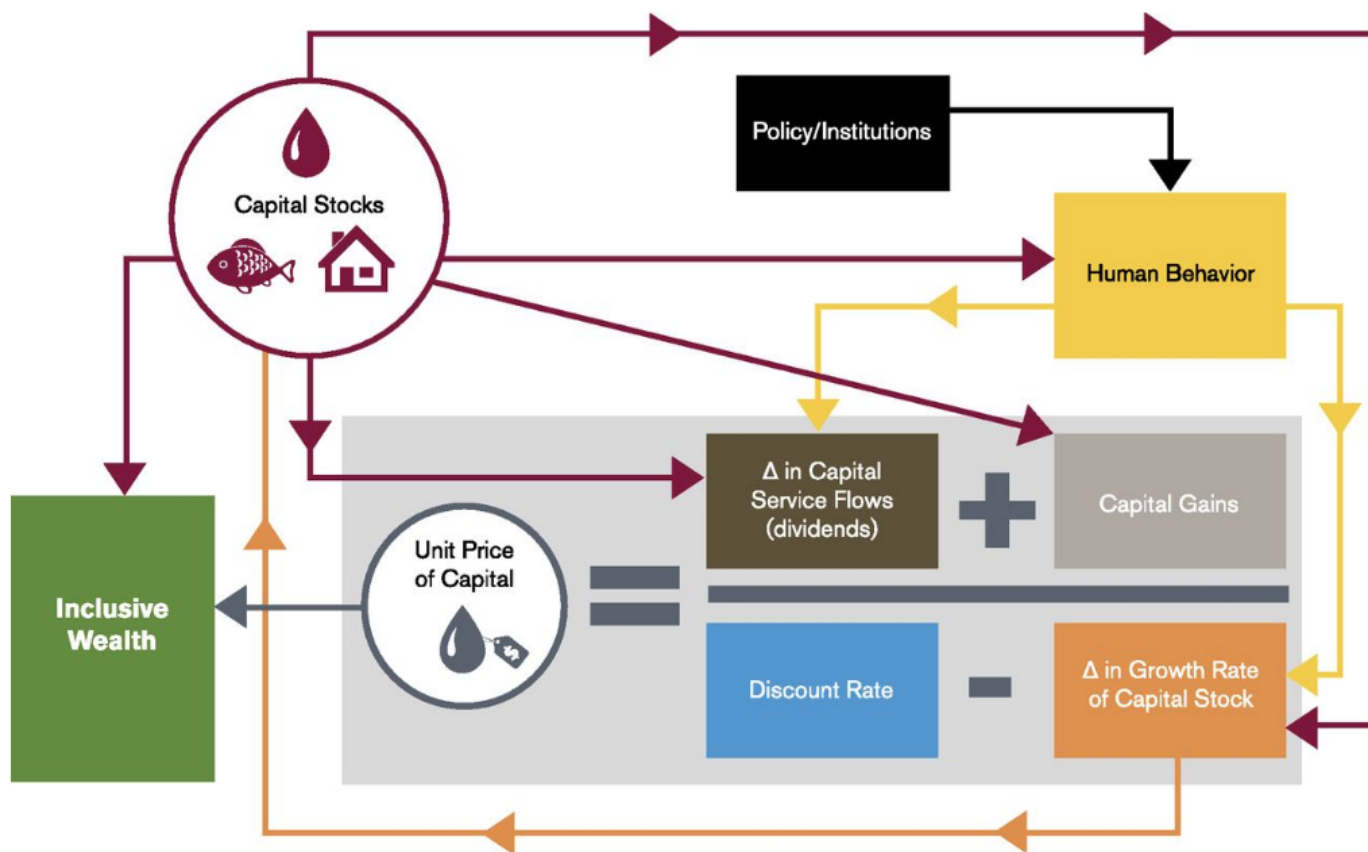 Policy/Institutions
Capital Stocks
Human Behavior
Δ in Capital
Service Flows
(dividends)
+
Capital Gains
Unit Price
of Capital
$
=
Inclusive
Wealth
Discount Rate
-
Δ in Growth Rate
of Capital Stock